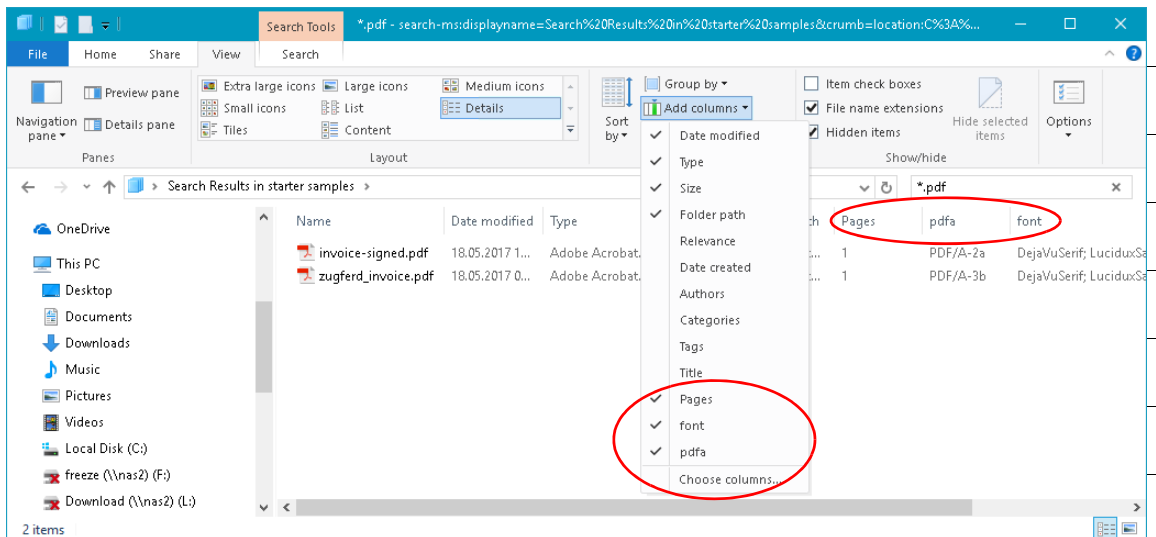 Search Tools *.pdf - search-ms:displayname=Search%20Results%20in%20starter%20samples&crumb=location:C%3A%...
File Home Share View Search
Preview pane
Details pane
Navigation pane
Panes
Extra large icons Large icons Medium icons
Small icons List Details
Tiles Content
Layout
Sort by
Group by
Add columns
Item check boxes
File name extensions
Hidden items
Hide selected items
Show/hide
Options
Search Results in starter samples
*.pdf
OneDrive
This PC
Desktop
Documents
Downloads
Music
Pictures
Videos
Local Disk (C:)
freeze (\\nas2) (F:)
Download (\\nas2) (L:)
Name Date modified Type Pages pdfa font
invoice-signed.pdf 18.05.2017 1... Adobe Acrobat. 1 PDF/A-2a DejaVuSerif; LuciduxSa
zugferd_invoice.pdf 18.05.2017 0... Adobe Acrobat. 1 PDF/A-3b DejaVuSerif; LuciduxSa
Date modified
Type
Size
Folder path
Relevance
Date created
Authors
Categories
Tags
Title
Pages
font
pdfa
Choose columns...
2 items